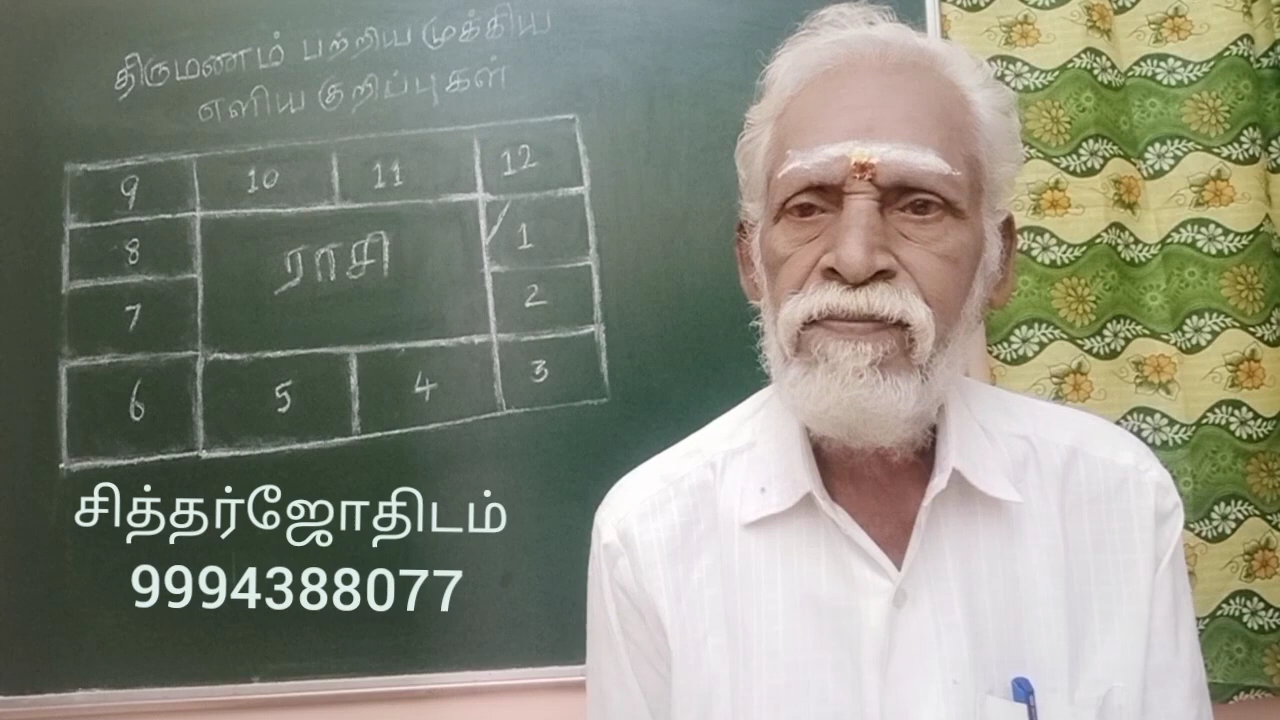 திருமணம் பற்றிய முக்கிய
எளிய குறிப்புகள்
9 10 11 12
8 ராசி 1
7 2
6 5 4 3
சித்தர்ஜோதிடம்
9994388077